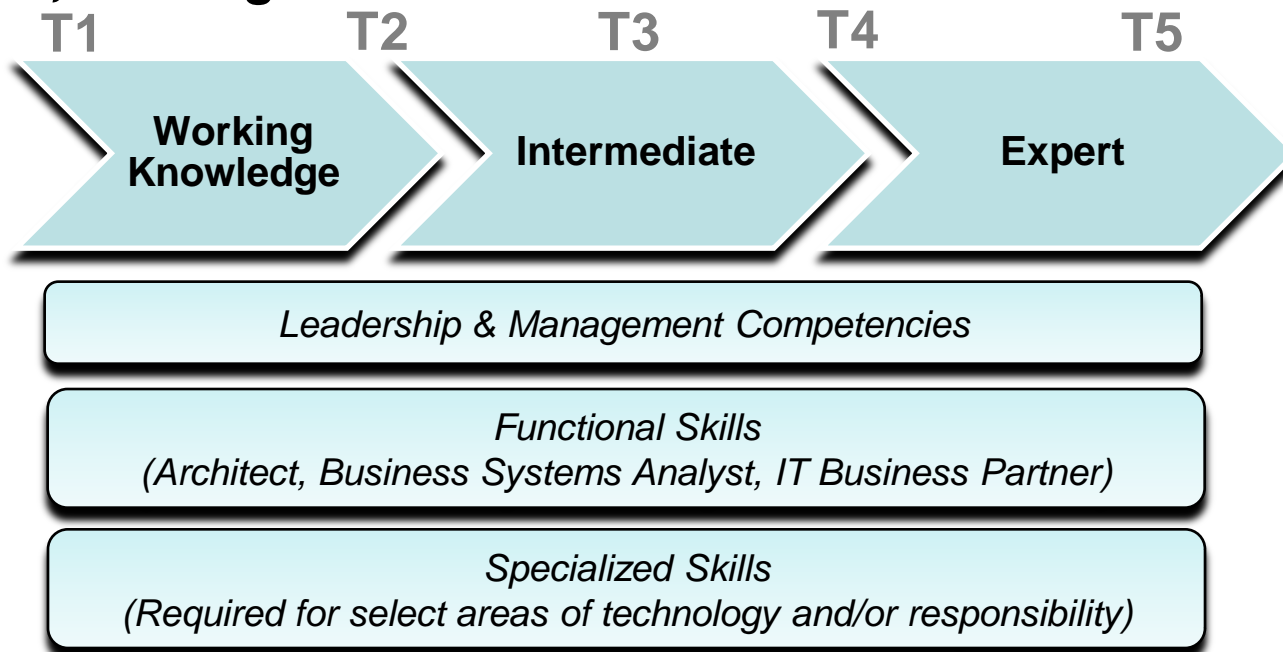 T1 T2 T3 T4 T5
Working
Knowledge
Intermediate
Expert
Leadership & Management Competencies
Functional Skills
(Architect, Business Systems Analyst, IT Business Partner)
Specialized Skills
(Required for select areas of technology and/or responsibility)